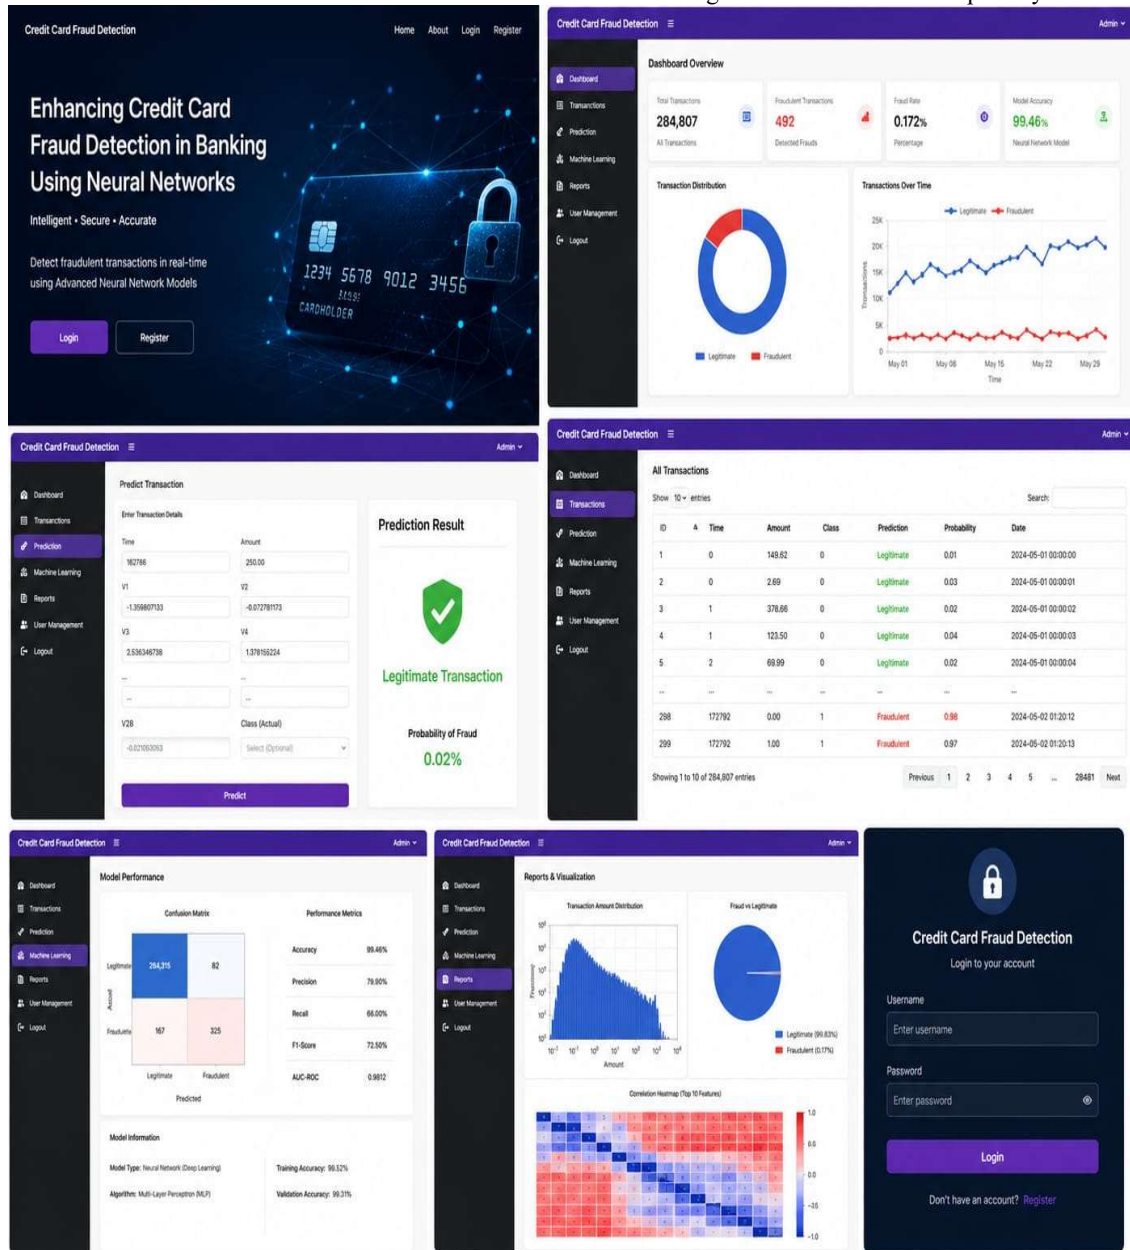 Credit Card Fraud Detection
Home About Login Register
Enhancing Credit Card
Fraud Detection in Banking
Using Neural Networks
Intelligent • Secure • Accurate
Detect fraudulent transactions in real-time
using Advanced Neural Network Models
Login Register
1234 5678 9012 3456
CARDHOLDER
Credit Card Fraud Detection ☰ Admin
Dashboard
Transanctions
Prediction
Machine Learning
Reports
User Management
Logout
Dashboard Overview
Total Transactions
284,807
All Transactions
Fraudulent Transactions
492
Detected Frauds
Fraud Rate
0.172%
Percentage
Model Accuracy
99.46%
Neural Network Model
Transaction Distribution
Legitimate Fraudulent
Transactions Over Time
Legitimate Fraudulent
25K
20K
15K
10K
5K
0
May 01 May 08 May 15 May 22 May 29
Time
Credit Card Fraud Detection ☰ Admin
Dashboard
Transanctions
Prediction
Machine Learning
Reports
User Management
Logout
Predict Transaction
Enter Transaction Details
Time Amount
162786 250.00
V1 V2
-1.359807133 -0.072781173
V3 V4
2.536346738 1.378155224
... ...
... ...
V28 Class (Actual)
-0.021053053 Select (Optional)
Predict
Prediction Result
Legitimate Transaction
Probability of Fraud
0.02%
Credit Card Fraud Detection ☰ Admin
Dashboard
Transactions
Prediction
Machine Learning
Reports
User Management
Logout
All Transactions
Show 10 entries Search:
ID Time Amount Class Prediction Probability Date
1 0 149.62 0 Legitimate 0.01 2024-05-01 00:00:00
2 0 2.69 0 Legitimate 0.03 2024-05-01 00:00:01
3 1 378.66 0 Legitimate 0.02 2024-05-01 00:00:02
4 1 123.50 0 Legitimate 0.04 2024-05-01 00:00:03
5 2 69.99 0 Legitimate 0.02 2024-05-01 00:00:04
... ... ... ... ... ... ...
298 172792 0.00 1 Fraudulent 0.98 2024-05-02 01:20:12
299 172792 1.00 1 Fraudulent 0.97 2024-05-02 01:20:13
Showing 1 to 10 of 284,807 entries Previous 1 2 3 4 5 ... 28481 Next
Credit Card Fraud Detection ☰ Admin
Dashboard
Transactions
Prediction
Machine Learning
Reports
User Management
Logout
Model Performance
Confusion Matrix
Legitimate 82
167 325
Legitimate Fraudulent
Predicted
Performance Metrics
Accuracy 99.46%
Precision 79.90%
Recall 66.00%
F1-Score 72.50%
AUC-ROC 0.9812
Model Information
Model Type: Neural Network (Deep Learning)
Algorithm: Multi-Layer Perceptron (MLP)
Training Accuracy: 99.52%
Validation Accuracy: 99.31%
Credit Card Fraud Detection ☰ Admin
Dashboard
Transactions
Prediction
Machine Learning
Reports
User Management
Logout
Reports & Visualization
Transaction Amount Distribution
Amount
Fraud vs Legitimate
Legitimate (99.83%)
Fraudulent (0.17%)
Correlation Heatmap (Top 10 Features)
1.0
0.0
-1.0
Credit Card Fraud Detection
Login to your account
Username
Enter username
Password
Enter password
Login
Don't have an account? Register